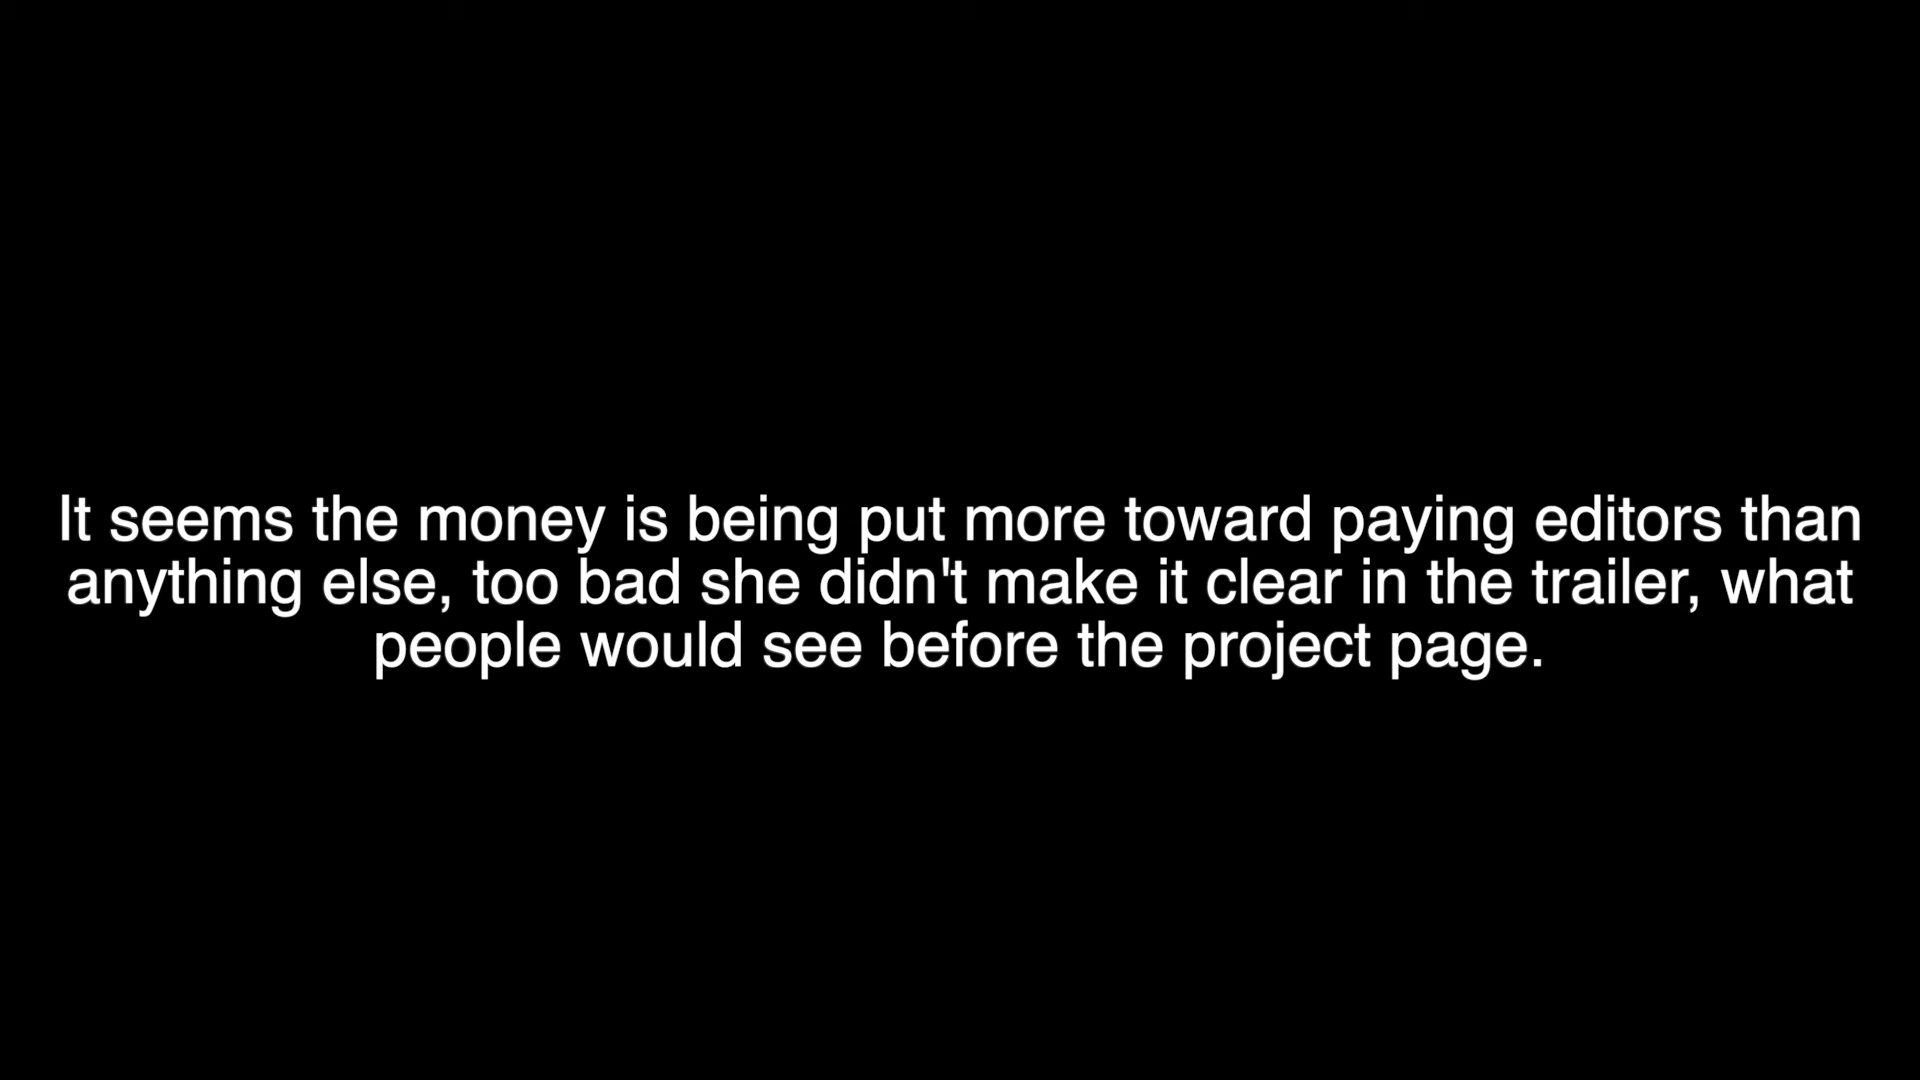 It seems the money is being put more toward paying editors than
anything else, too bad she didn't make it clear in the trailer, what
people would see before the project page.